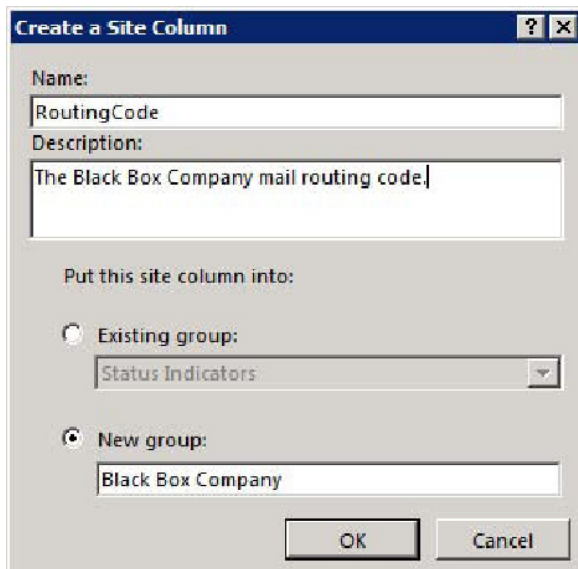 Create a Site Column
Name:
RoutingCode
Description:
The Black Box Company mail routing code.
Put this site column into:
Existing group:
Status Indicators
New group:
Black Box Company
OK Cancel